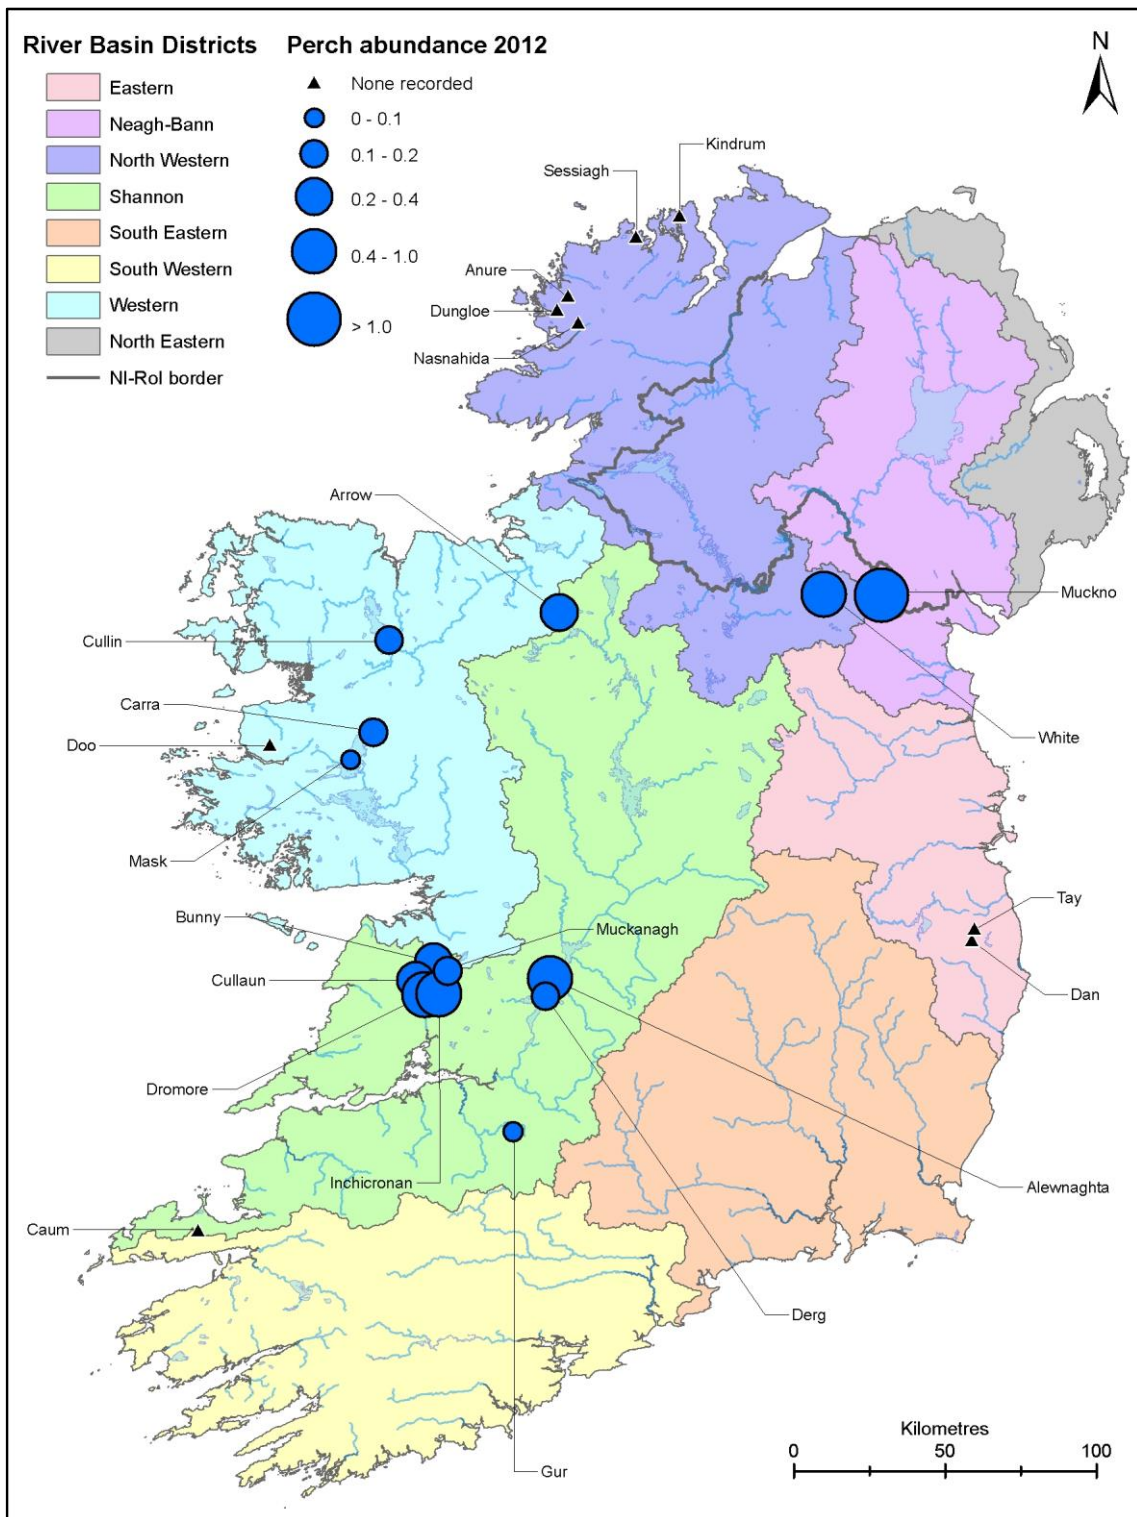 River Basin Districts
Eastern
Neagh-Bann
North Western
Shannon
South Eastern
South Western
Western
North Eastern
NI-RoI border
Perch abundance 2012
None recorded
0 - 0.1
0.1 - 0.2
0.2 - 0.4
0.4 - 1.0
> 1.0
N
Kindrum
Sessiagh
Anure
Dungloe
Nasnahida
Arrow
Muckno
Cullin
Carra
Doo
White
Mask
Tay
Bunny
Muckanagh
Cullaun
Dan
Dromore
Inchicronan
Alewnaghta
Caum
Derg
Kilometres
0 50 100
Gur